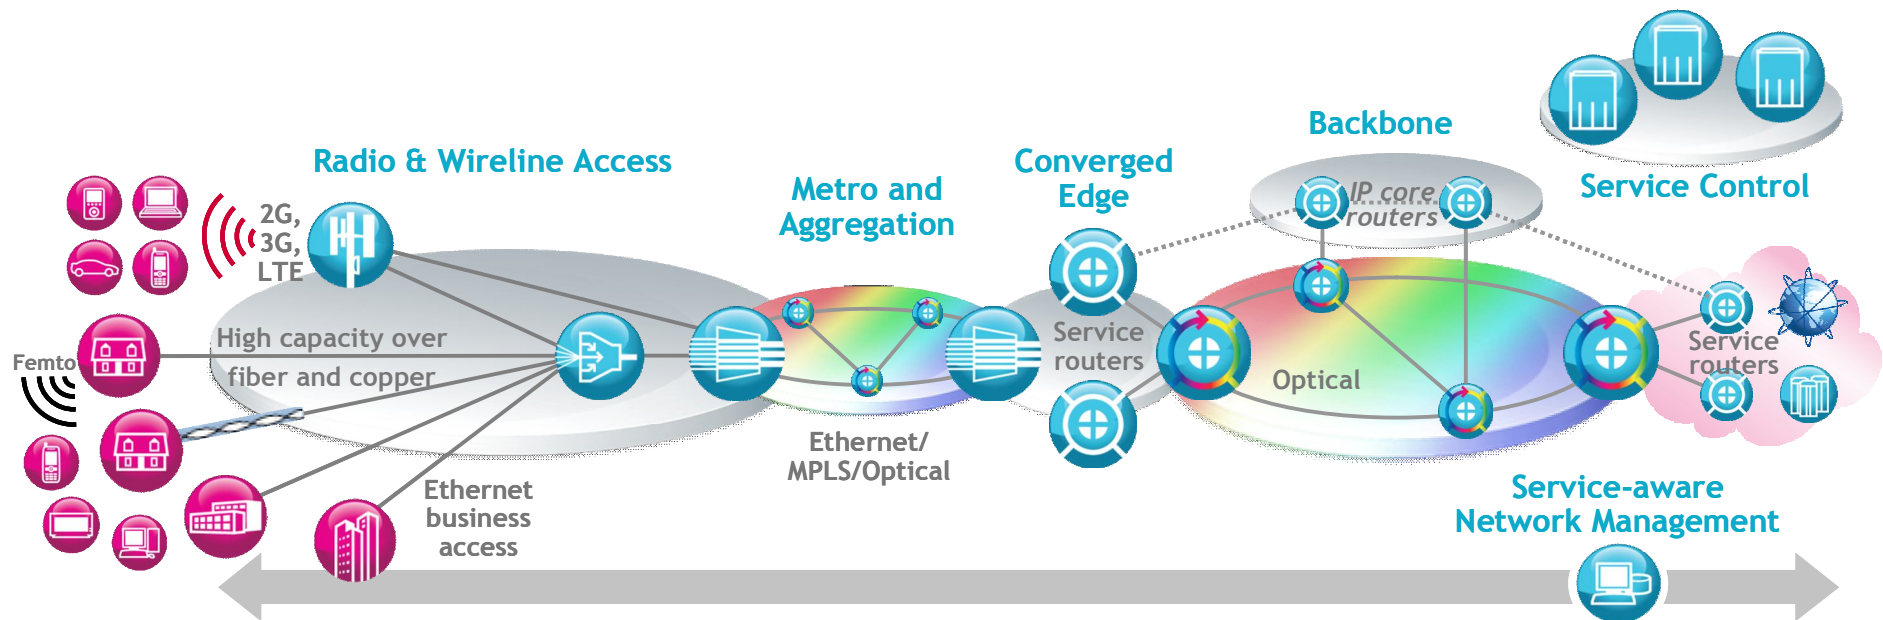 Radio & Wireline Access
2G,
3G,
LTE
High capacity over
fiber and copper
Femto
Ethernet
business
access
Metro and
Aggregation
Ethernet/
MPLS/Optical
Converged
Edge
Service
routers
Backbone
IP core
routers
Optical
Service Control
Service
routers
Service-aware
Network Management